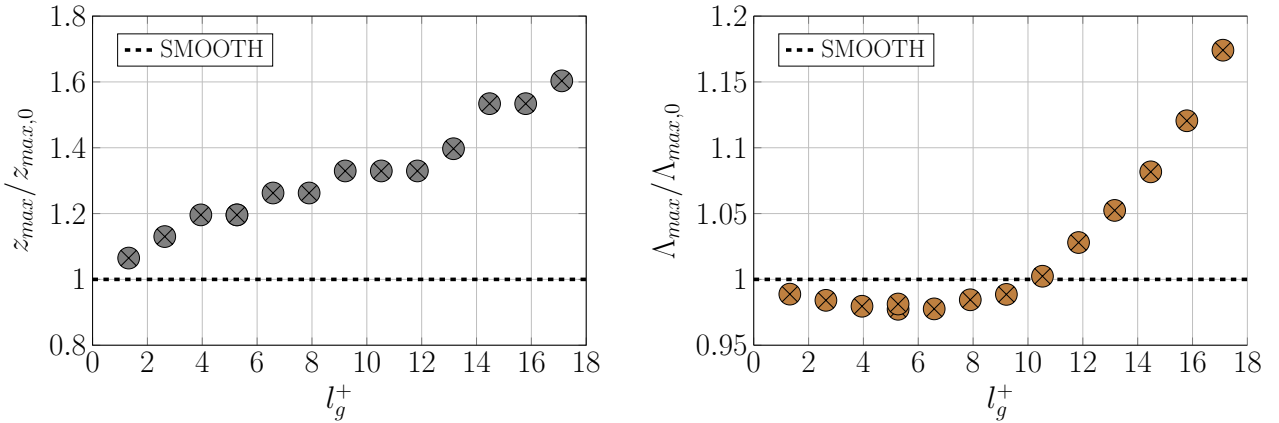 1.8
SMOOTH
1.6
1.4
1.2
1
0.8
0 2 4 6 8 10 12 14 16 18
z_{max}/z_{max,0}
l_g^+
1.2
SMOOTH
1.15
1.1
1.05
1
0.95
0 2 4 6 8 10 12 14 16 18
Λ_{max}/Λ_{max,0}
l_g^+